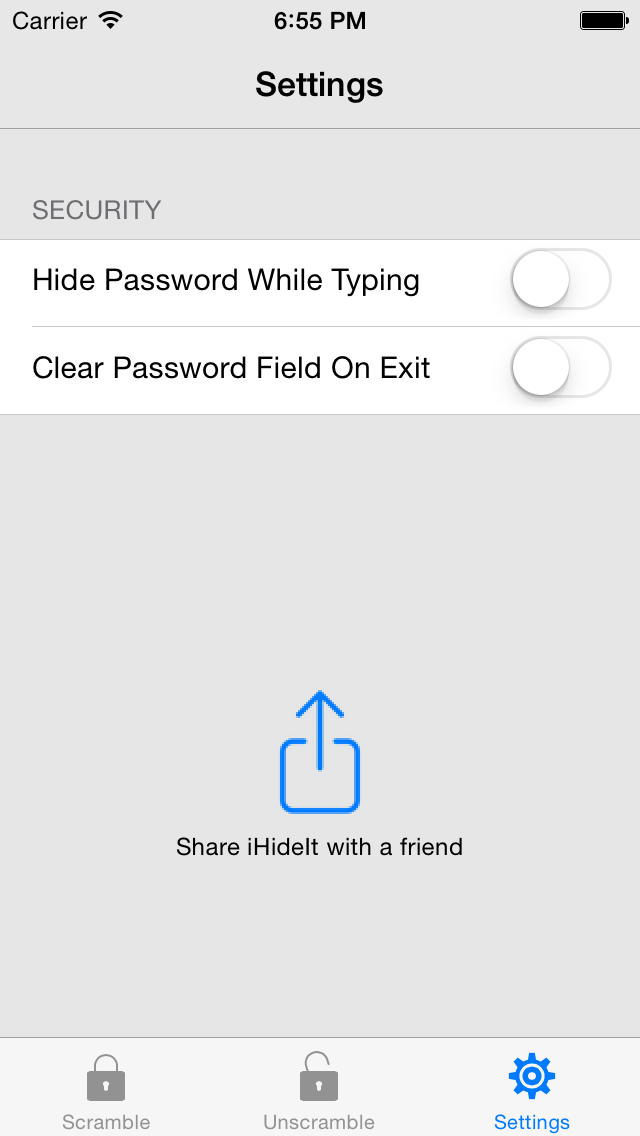 Carrier 6:55 PM
Settings
SECURITY
Hide Password While Typing
Clear Password Field On Exit
Share iHideIt with a friend
Scramble Unscramble Settings